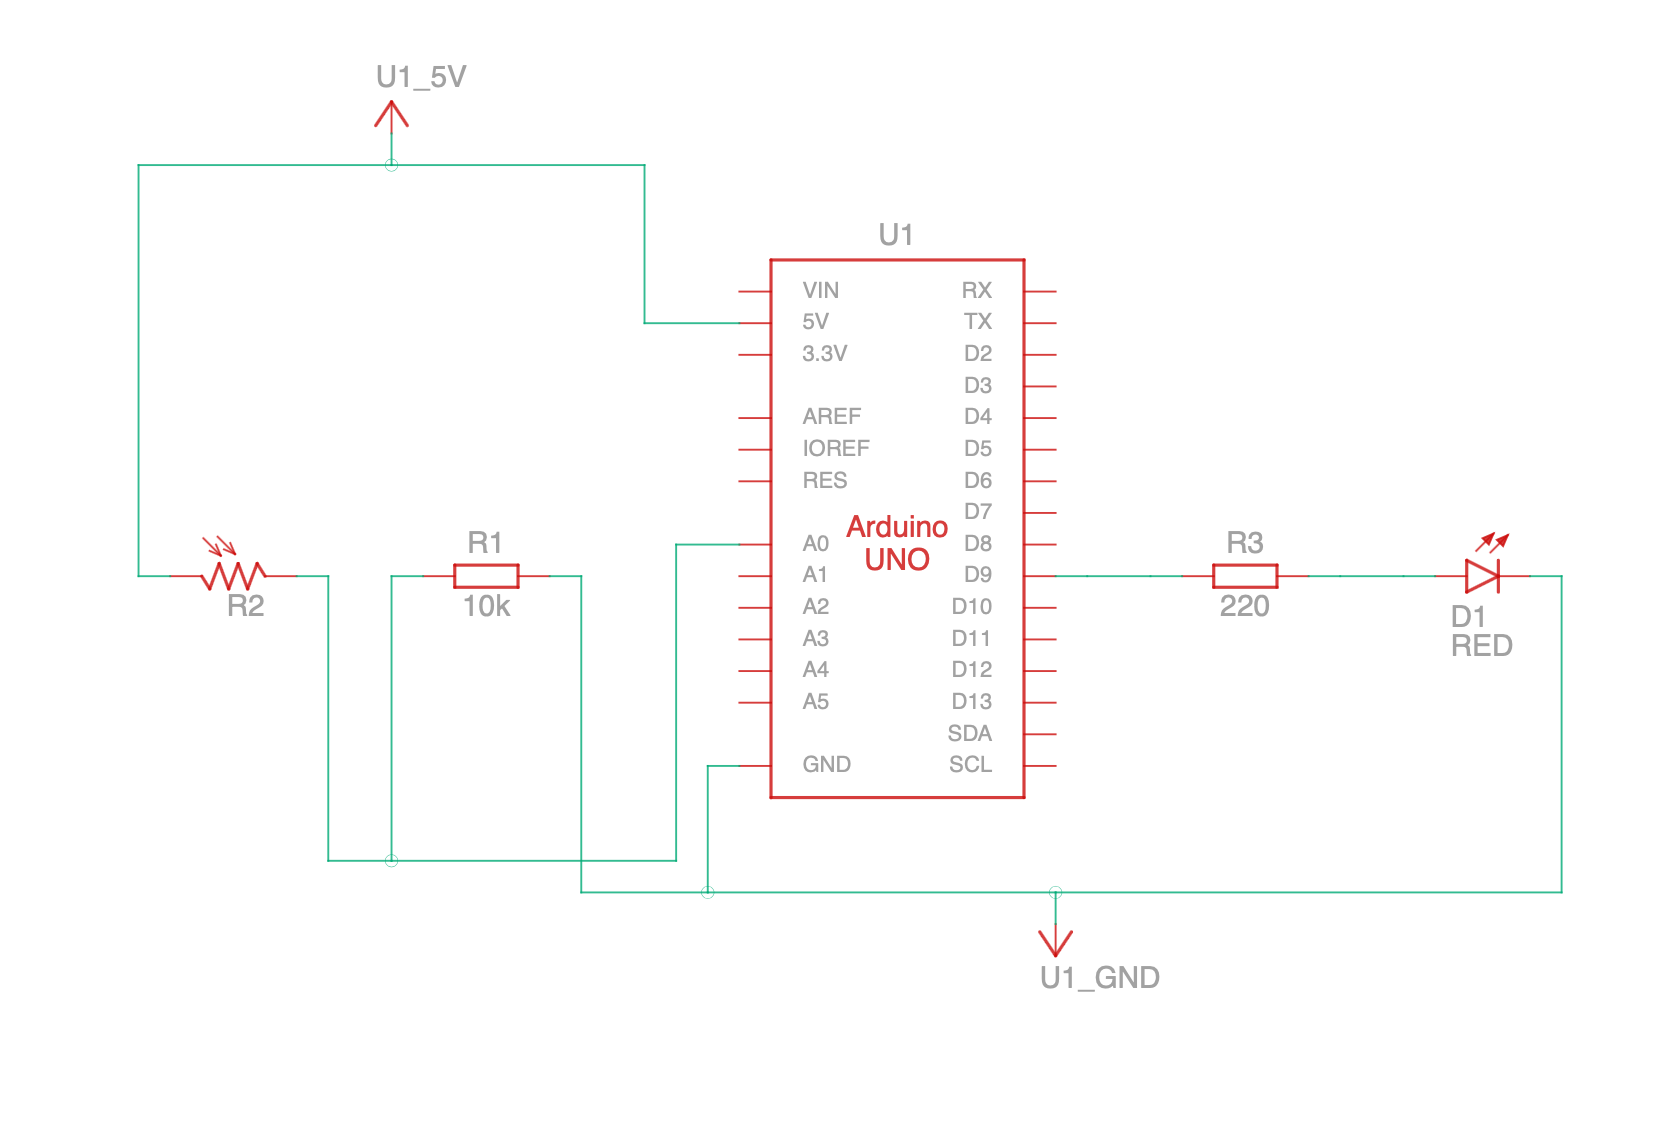 U1_5V
U1
VIN
5V
3.3V
AREF
IOREF
RES
A0
A1
A2
A3
A4
A5
GND
Arduino
UNO
RX
TX
D2
D3
D4
D5
D6
D7
D8
D9
D10
D11
D12
D13
SDA
SCL
R2
R1
10k
R3
220
D1
RED
U1_GND